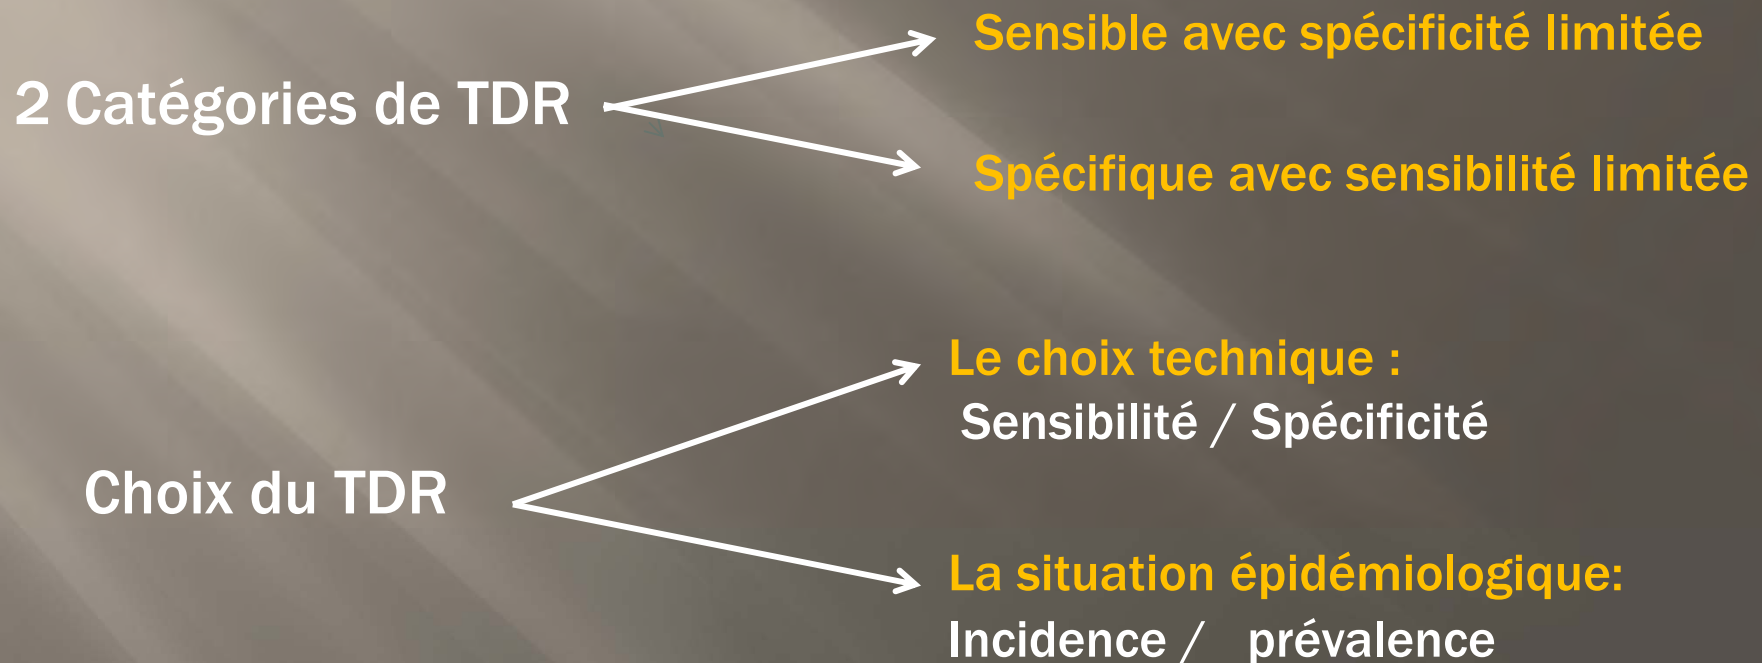 Sensible avec spécificité limitée
2 Catégories de TDR
Spécifique avec sensibilité limitée
Le choix technique :
Sensibilité / Spécificité
Choix du TDR
La situation épidémiologique:
Incidence / prévalence